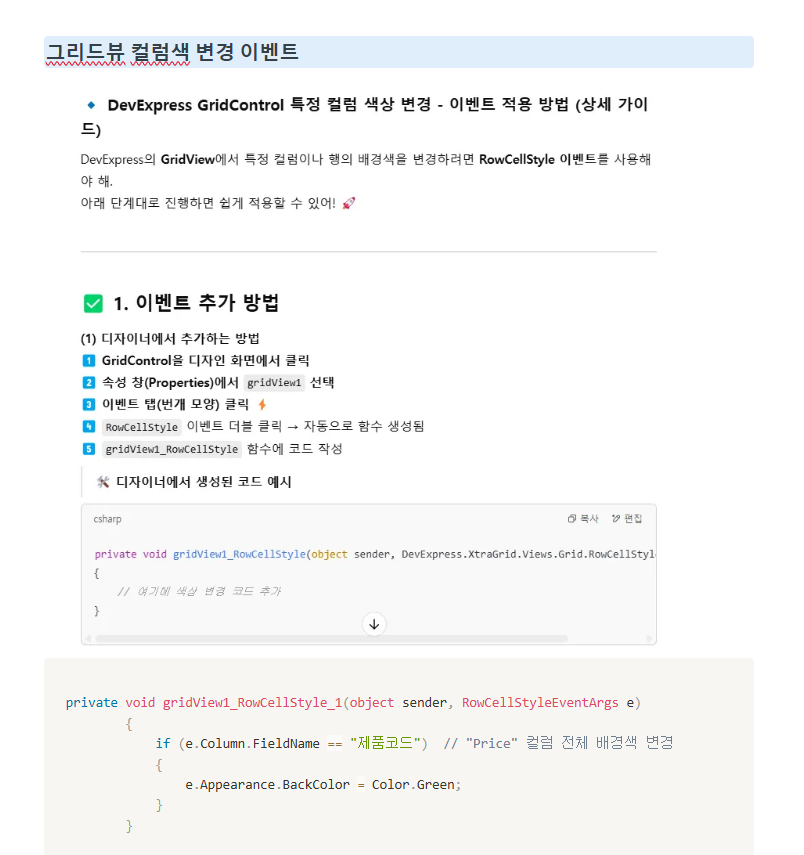 그리드뷰 컬럼색 변경 이벤트
🔹 DevExpress GridControl 특정 컬럼 색상 변경 - 이벤트 적용 방법 (상세 가이
드)
DevExpress의 GridView에서 특정 컬럼이나 행의 배경색을 변경하려면 RowCellStyle 이벤트를 사용해
야 해.
아래 단계대로 진행하면 쉽게 적용할 수 있어! 🚀
✅ 1. 이벤트 추가 방법
(1) 디자이너에서 추가하는 방법
1️⃣ GridControl을 디자인 화면에서 클릭
2️⃣ 속성 창(Properties)에서 gridView1 선택
3️⃣ 이벤트 탭(번개 모양) 클릭 ⚡
4️⃣ RowCellStyle 이벤트 더블 클릭 → 자동으로 함수 생성됨
5️⃣ gridView1_RowCellStyle 함수에 코드 작성
🛠 디자이너에서 생성된 코드 예시
csharp 복사 편집
private void gridView1_RowCellStyle(object sender, DevExpress.XtraGrid.Views.Grid.RowCellStyl
{
// 여기에 색상 변경 코드 추가
}
private void gridView1_RowCellStyle_1(object sender, RowCellStyleEventArgs e)
{
if (e.Column.FieldName == "제품코드") // "Price" 컬럼 전체 배경색 변경
{
e.Appearance.BackColor = Color.Green;
}
}